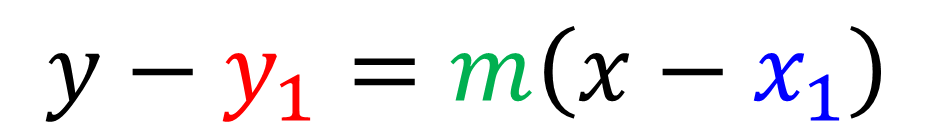 y − y₁ = m(x − x₁)